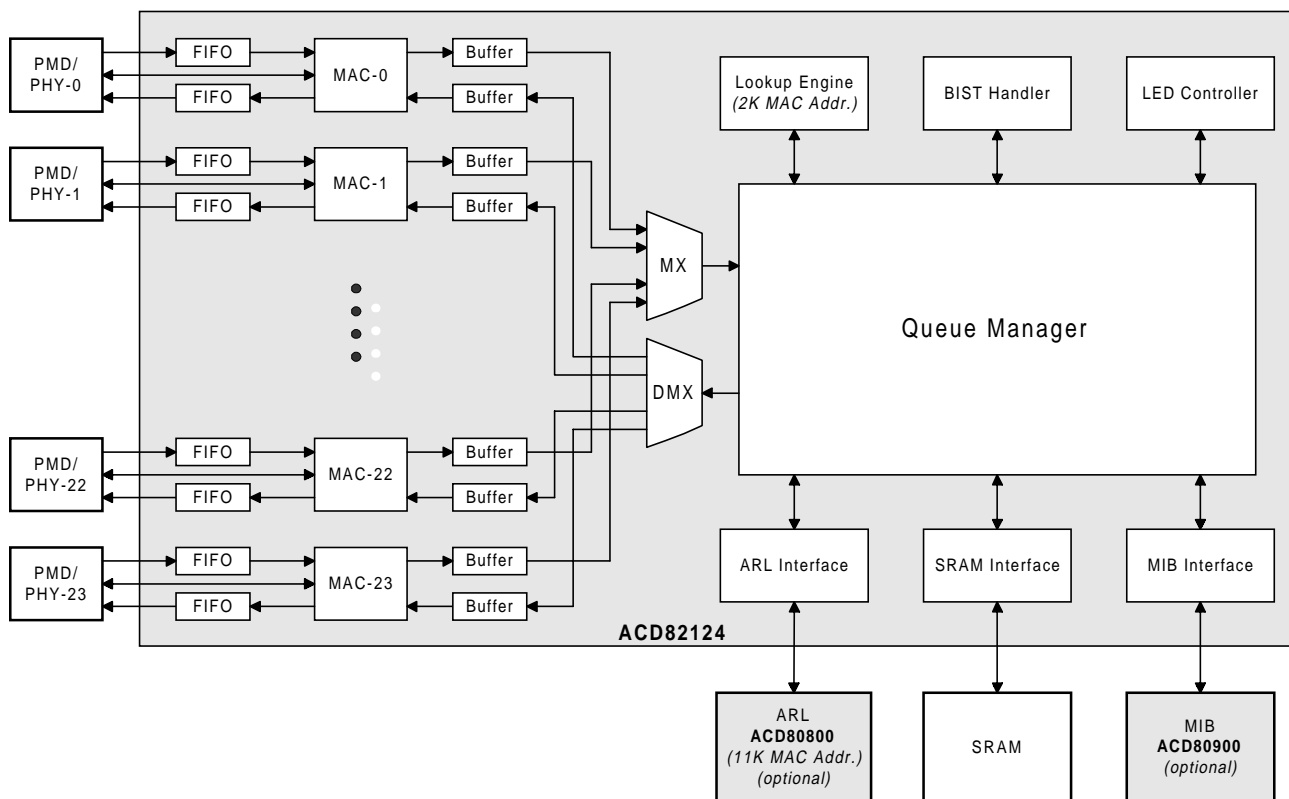 PMD/
PHY-0
FIFO
FIFO
MAC-0
Buffer
Buffer
PMD/
PHY-1
FIFO
FIFO
MAC-1
Buffer
Buffer
PMD/
PHY-22
FIFO
FIFO
MAC-22
Buffer
Buffer
PMD/
PHY-23
FIFO
FIFO
MAC-23
Buffer
Buffer
MX
DMX
Lookup Engine
(2K MAC Addr.)
BIST Handler
LED Controller
Queue Manager
ARL Interface
SRAM Interface
MIB Interface
ACD82124
ARL
ACD80800
(11K MAC Addr.)
(optional)
SRAM
MIB
ACD80900
(optional)